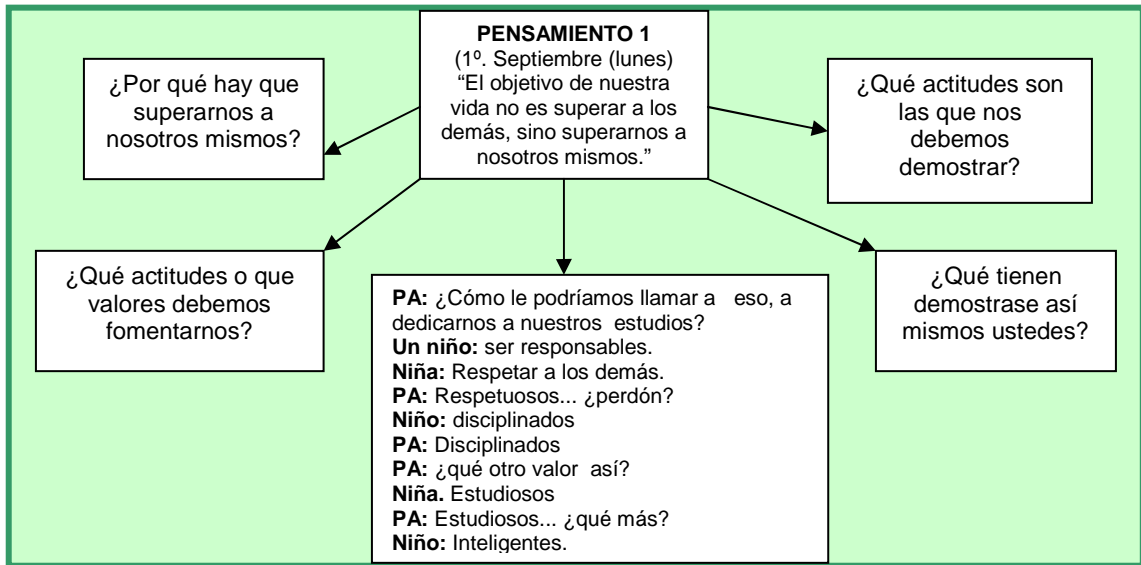 PENSAMIENTO 1
(1º. Septiembre (lunes)
“El objetivo de nuestra
vida no es superar a los
demás, sino superarnos a
nosotros mismos.”
¿Por qué hay que
superarnos a
nosotros mismos?
¿Qué actitudes son
las que nos
debemos
demostrar?
¿Qué actitudes o que
valores debemos
fomentarnos?
PA: ¿Cómo le podríamos llamar a eso, a
dedicarnos a nuestros estudios?
Un niño: ser responsables.
Niña: Respetar a los demás.
PA: Respetuosos... ¿perdón?
Niño: disciplinados
PA: Disciplinados
PA: ¿qué otro valor así?
Niña. Estudiosos
PA: Estudiosos... ¿qué más?
Niño: Inteligentes.
¿Qué tienen
demostrase así
mismos ustedes?